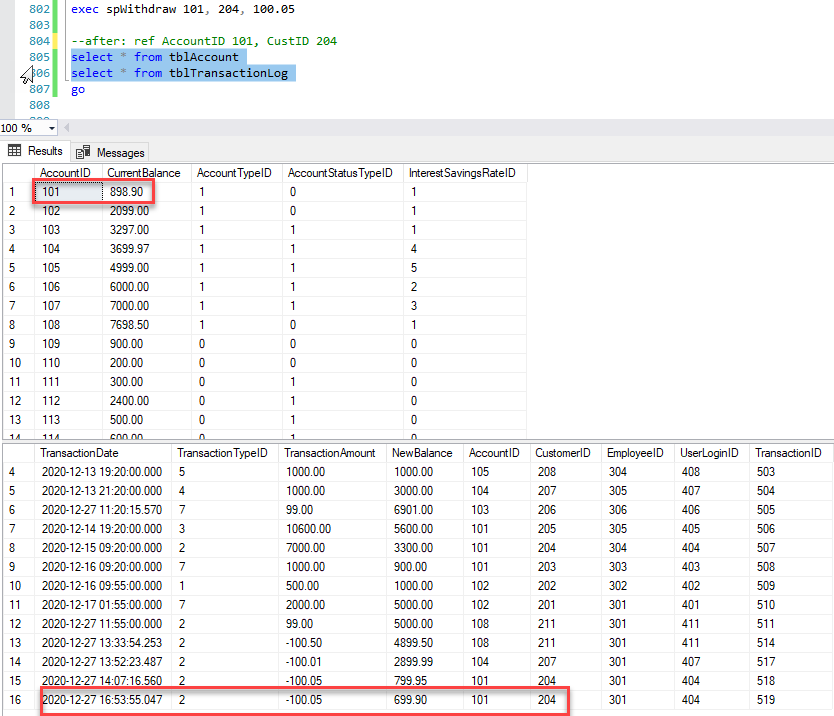 802 exec spWithdraw 101, 204, 100.05
803
804 --after: ref AccountID 101, CustID 204
805 select * from tblAccount
806 select * from tblTransactionLog
807 go
808
100 %
Results Messages
AccountID CurrentBalance AccountTypeID AccountStatusTypeID InterestSavingsRateID
1 101 898.90 1 0 1
2 102 2099.00 1 0 1
3 103 3297.00 1 1 1
4 104 3699.97 1 1 4
5 105 4999.00 1 1 5
6 106 6000.00 1 1 2
7 107 7000.00 1 1 3
8 108 7698.50 1 0 1
9 109 900.00 0 0 0
10 110 200.00 0 0 0
11 111 300.00 0 1 0
12 112 2400.00 0 1 0
13 113 500.00 0 1 0
14 114 600.00 0 1 0
TransactionDate TransactionTypeID TransactionAmount NewBalance AccountID CustomerID EmployeeID UserLoginID TransactionID
4 2020-12-13 19:20:00.000 5 1000.00 1000.00 105 208 304 408 503
5 2020-12-13 21:20:00.000 4 1000.00 3000.00 104 207 305 407 504
6 2020-12-27 11:20:15.570 7 99.00 6901.00 103 206 306 406 505
7 2020-12-14 19:20:00.000 3 10600.00 5600.00 101 205 305 405 506
8 2020-12-15 09:20:00.000 2 7000.00 3300.00 101 204 304 404 507
9 2020-12-16 09:20:00.000 7 1000.00 900.00 101 203 303 403 508
10 2020-12-16 09:55:00.000 1 500.00 1000.00 102 202 302 402 509
11 2020-12-17 01:55:00.000 7 2000.00 5000.00 102 201 301 401 510
12 2020-12-27 11:55:00.000 2 99.00 5000.00 108 211 301 411 511
13 2020-12-27 13:33:54.253 2 -100.50 4899.50 108 211 301 411 514
14 2020-12-27 13:52:23.487 2 -100.01 2899.99 104 207 301 407 517
15 2020-12-27 14:07:16.560 2 -100.05 799.95 101 204 301 404 518
16 2020-12-27 16:53:55.047 2 -100.05 699.90 101 204 301 404 519